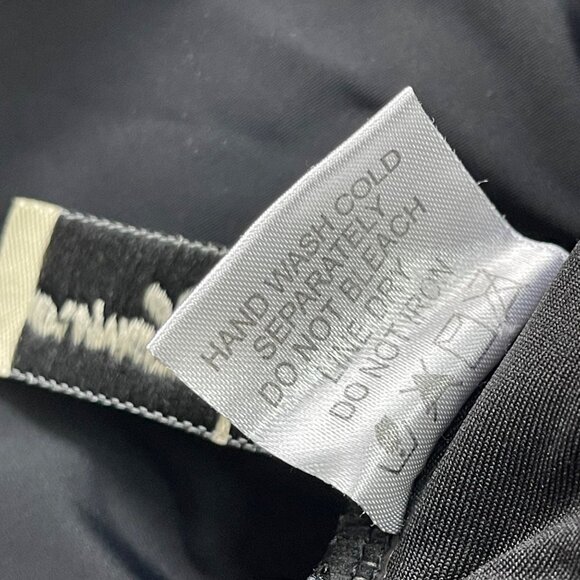 HAND WASH COLD
SEPARATELY
DO NOT BLEACH
LINE DRY
DO NOT IRON